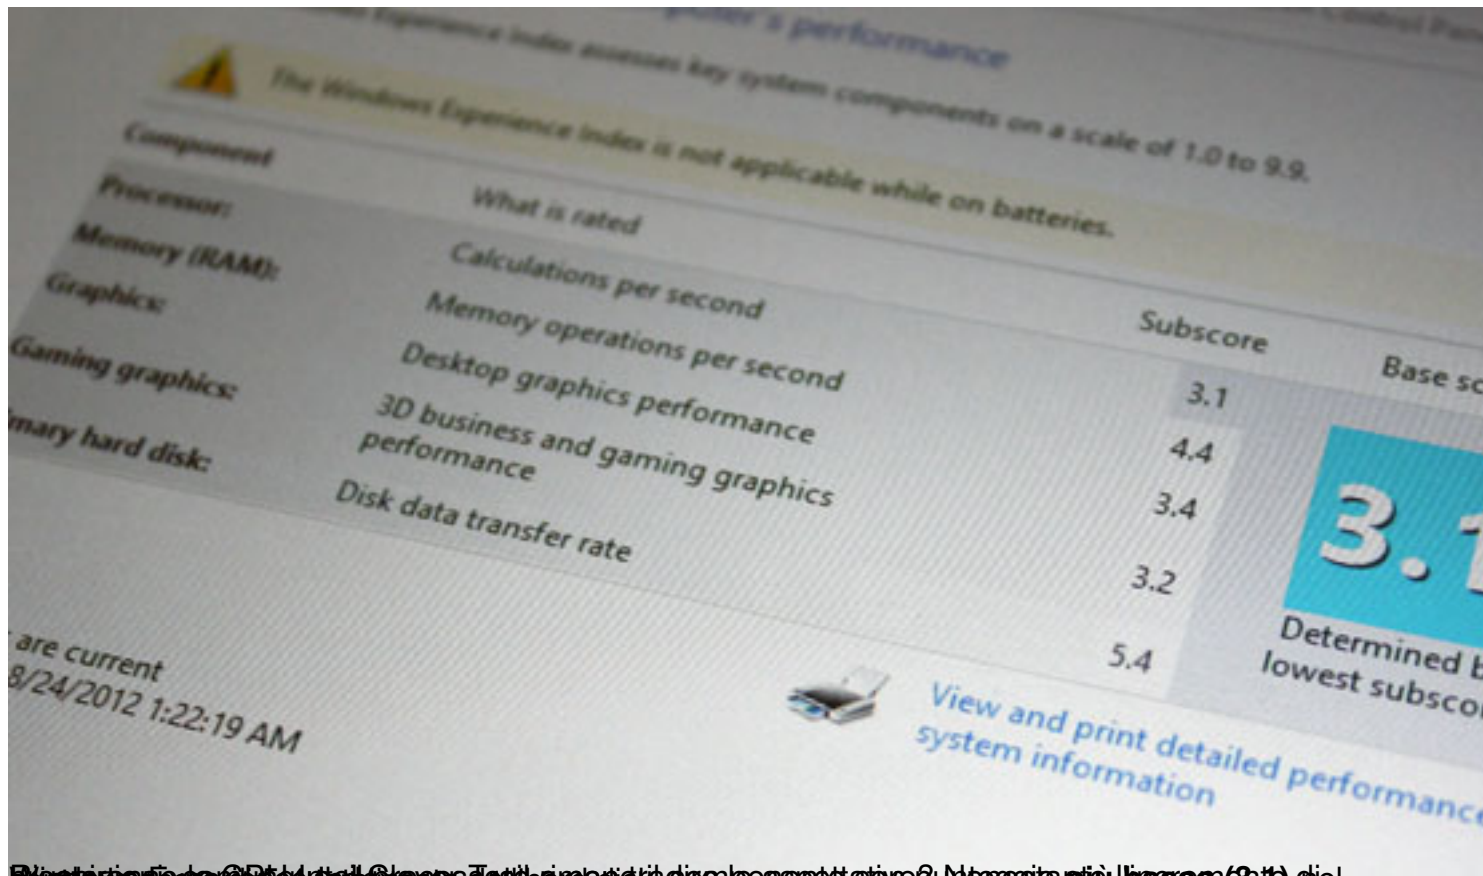 puter's performance
Experience Index assesses key system components on a scale of 1.0 to 9.9.
The Windows Experience Index is not applicable while on batteries.
Component What is rated Subscore Base sc
Processor: Calculations per second 3.1
Memory (RAM): Memory operations per second 4.4
Graphics: Desktop graphics performance 3.4
Gaming graphics: 3D business and gaming graphics
performance 3.2
mary hard disk: Disk data transfer rate 5.4
3.1
Determined b
lowest subsco
are current
8/24/2012 1:22:19 AM
View and print detailed performance
system information